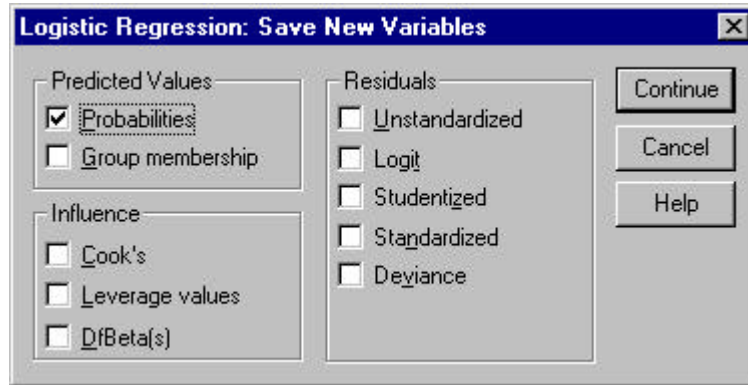 Logistic Regression: Save New Variables
Predicted Values
Probabilities
Group membership
Influence
Cook's
Leverage values
DfBeta(s)
Residuals
Unstandardized
Logit
Studentized
Standardized
Deviance
Continue
Cancel
Help